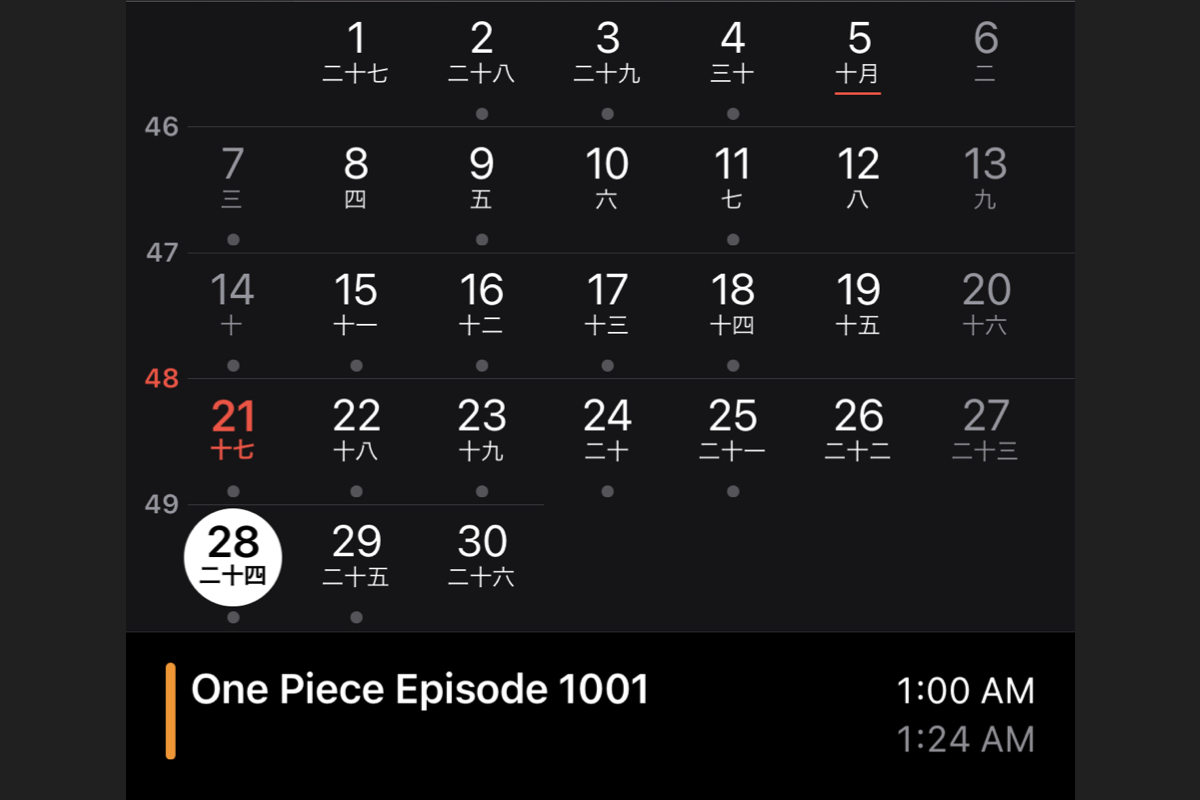 1 2 3 4 5 6
二十七 二十八 二十九 三十 十月 二
46
7 8 9 10 11 12 13
三 四 五 六 七 八 九
47
14 15 16 17 18 19 20
十 十一 十二 十三 十四 十五 十六
48
21 22 23 24 25 26 27
十七 十八 十九 二十 二十一 二十二 二十三
49
28 29 30
二十四 二十五 二十六
One Piece Episode 1001 1:00 AM
1:24 AM